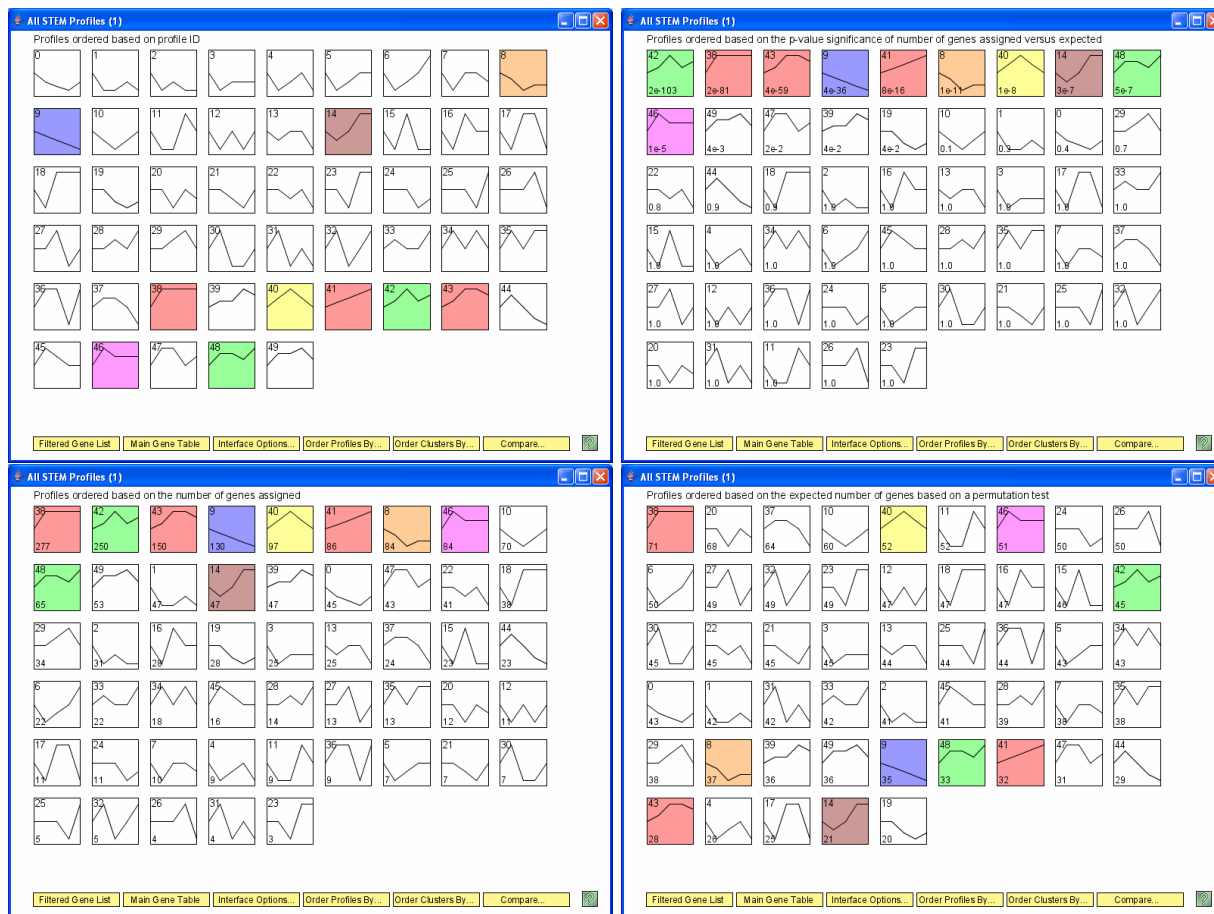 All STEM Profiles (1)
Profiles ordered based on profile ID
0 1 2 3 4 5 6 7 8
9 10 11 12 13 14 15 16 17
18 19 20 21 22 23 24 25 26
27 28 29 30 31 32 33 34 35
36 37 38 39 40 41 42 43 44
45 46 47 48 49
Filtered Gene List Main Gene Table Interface Options... Order Profiles By... Order Clusters By... Compare... ?
All STEM Profiles (1)
Profiles ordered based on the p-value significance of number of genes assigned versus expected
42 38 43 9 41 8 40 14 48
2e-103 2e-81 4e-59 4e-36 8e-16 1e-11 1e-8 3e-7 5e-7
46 49 47 39 19 10 1 0 29
1e-5 4e-3 2e-2 4e-2 4e-2 0.1 0.3 0.4 0.7
22 44 18 2 16 13 3 17 33
0.8 0.9 0.9 1.0 1.0 1.0 1.0 1.0 1.0
15 4 34 6 45 28 35 7 37
1.0 1.0 1.0 1.0 1.0 1.0 1.0 1.0 1.0
27 12 36 24 5 30 21 25 32
1.0 1.0 1.0 1.0 1.0 1.0 1.0 1.0 1.0
20 31 11 26 23
1.0 1.0 1.0 1.0 1.0
Filtered Gene List Main Gene Table Interface Options... Order Profiles By... Order Clusters By... Compare... ?
All STEM Profiles (1)
Profiles ordered based on the number of genes assigned
38 42 43 9 40 41 8 46 10
277 250 150 130 97 86 84 84 70
48 49 1 14 39 0 47 22 18
65 53 47 47 47 45 43 41 38
29 2 16 19 3 13 37 15 44
34 31 28 28 25 25 24 23 23
6 33 34 45 28 27 35 20 12
22 22 18 16 14 13 13 12 11
17 24 7 4 11 36 5 21 30
11 11 10 9 9 9 7 7 7
25 32 26 31 23
5 5 4 4 3
Filtered Gene List Main Gene Table Interface Options... Order Profiles By... Order Clusters By... Compare... ?
All STEM Profiles (1)
Profiles ordered based on the expected number of genes based on a permutation test
38 20 37 10 40 11 46 24 26
71 68 64 60 52 52 51 50 50
6 27 32 23 12 18 16 15 42
50 49 49 49 47 47 47 46 45
30 22 21 3 13 25 36 5 34
45 45 45 45 44 44 44 43 43
0 1 31 33 2 45 28 7 35
43 42 42 42 41 41 39 38 38
29 8 39 49 9 48 41 47 44
38 37 36 36 35 33 32 31 29
43 4 17 14 19
28 26 25 21 20
Filtered Gene List Main Gene Table Interface Options... Order Profiles By... Order Clusters By... Compare... ?